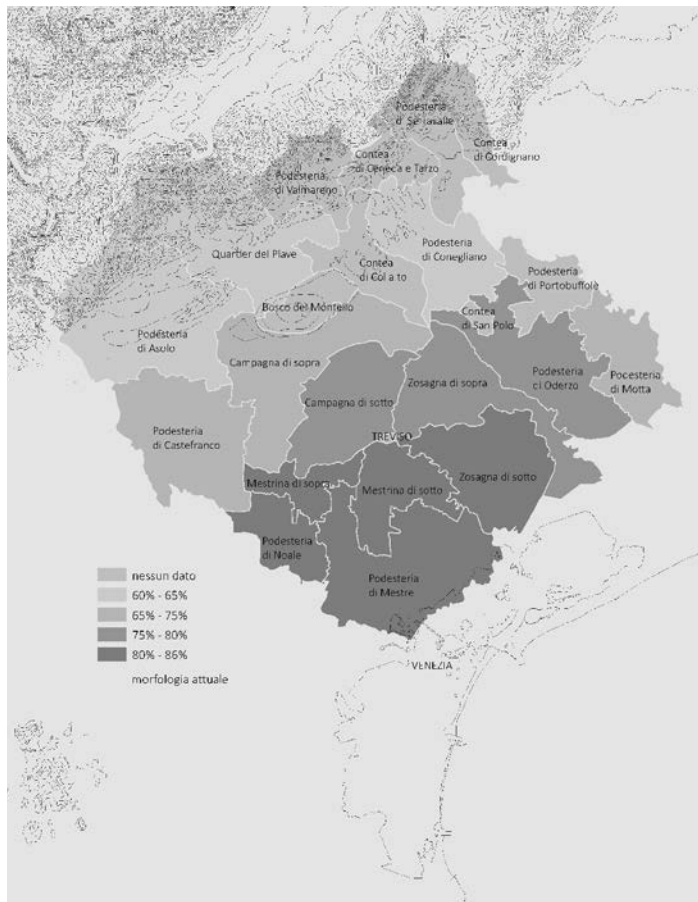 Podesteria
di Serravalle
Contea
di Cordignano
Contea
di Ceneca e Tarzo
Podesteria
di Valmareno
Quartier del Piave
Podesteria
di Conegliano
Contea
di Col a to
Podesteria
di Portobuffolè
Bosco del Montello
Contea
di San Polo
Podesteria
di Asolo
Campagna di sopra
Zosagna di sopra
Podesteria
di Oderzo
Podesteria
di Motta
Campagna di sotto
Podesteria
di Castefranco
TREVISO
Mestrina di sopra
Mestrina di sotto
Zosagna di sotto
Podesteria
di Noale
Podesteria
di Mestre
nessun dato
60% - 65%
65% - 75%
75% - 80%
80% - 86%
morfologia attuale
VENEZIA